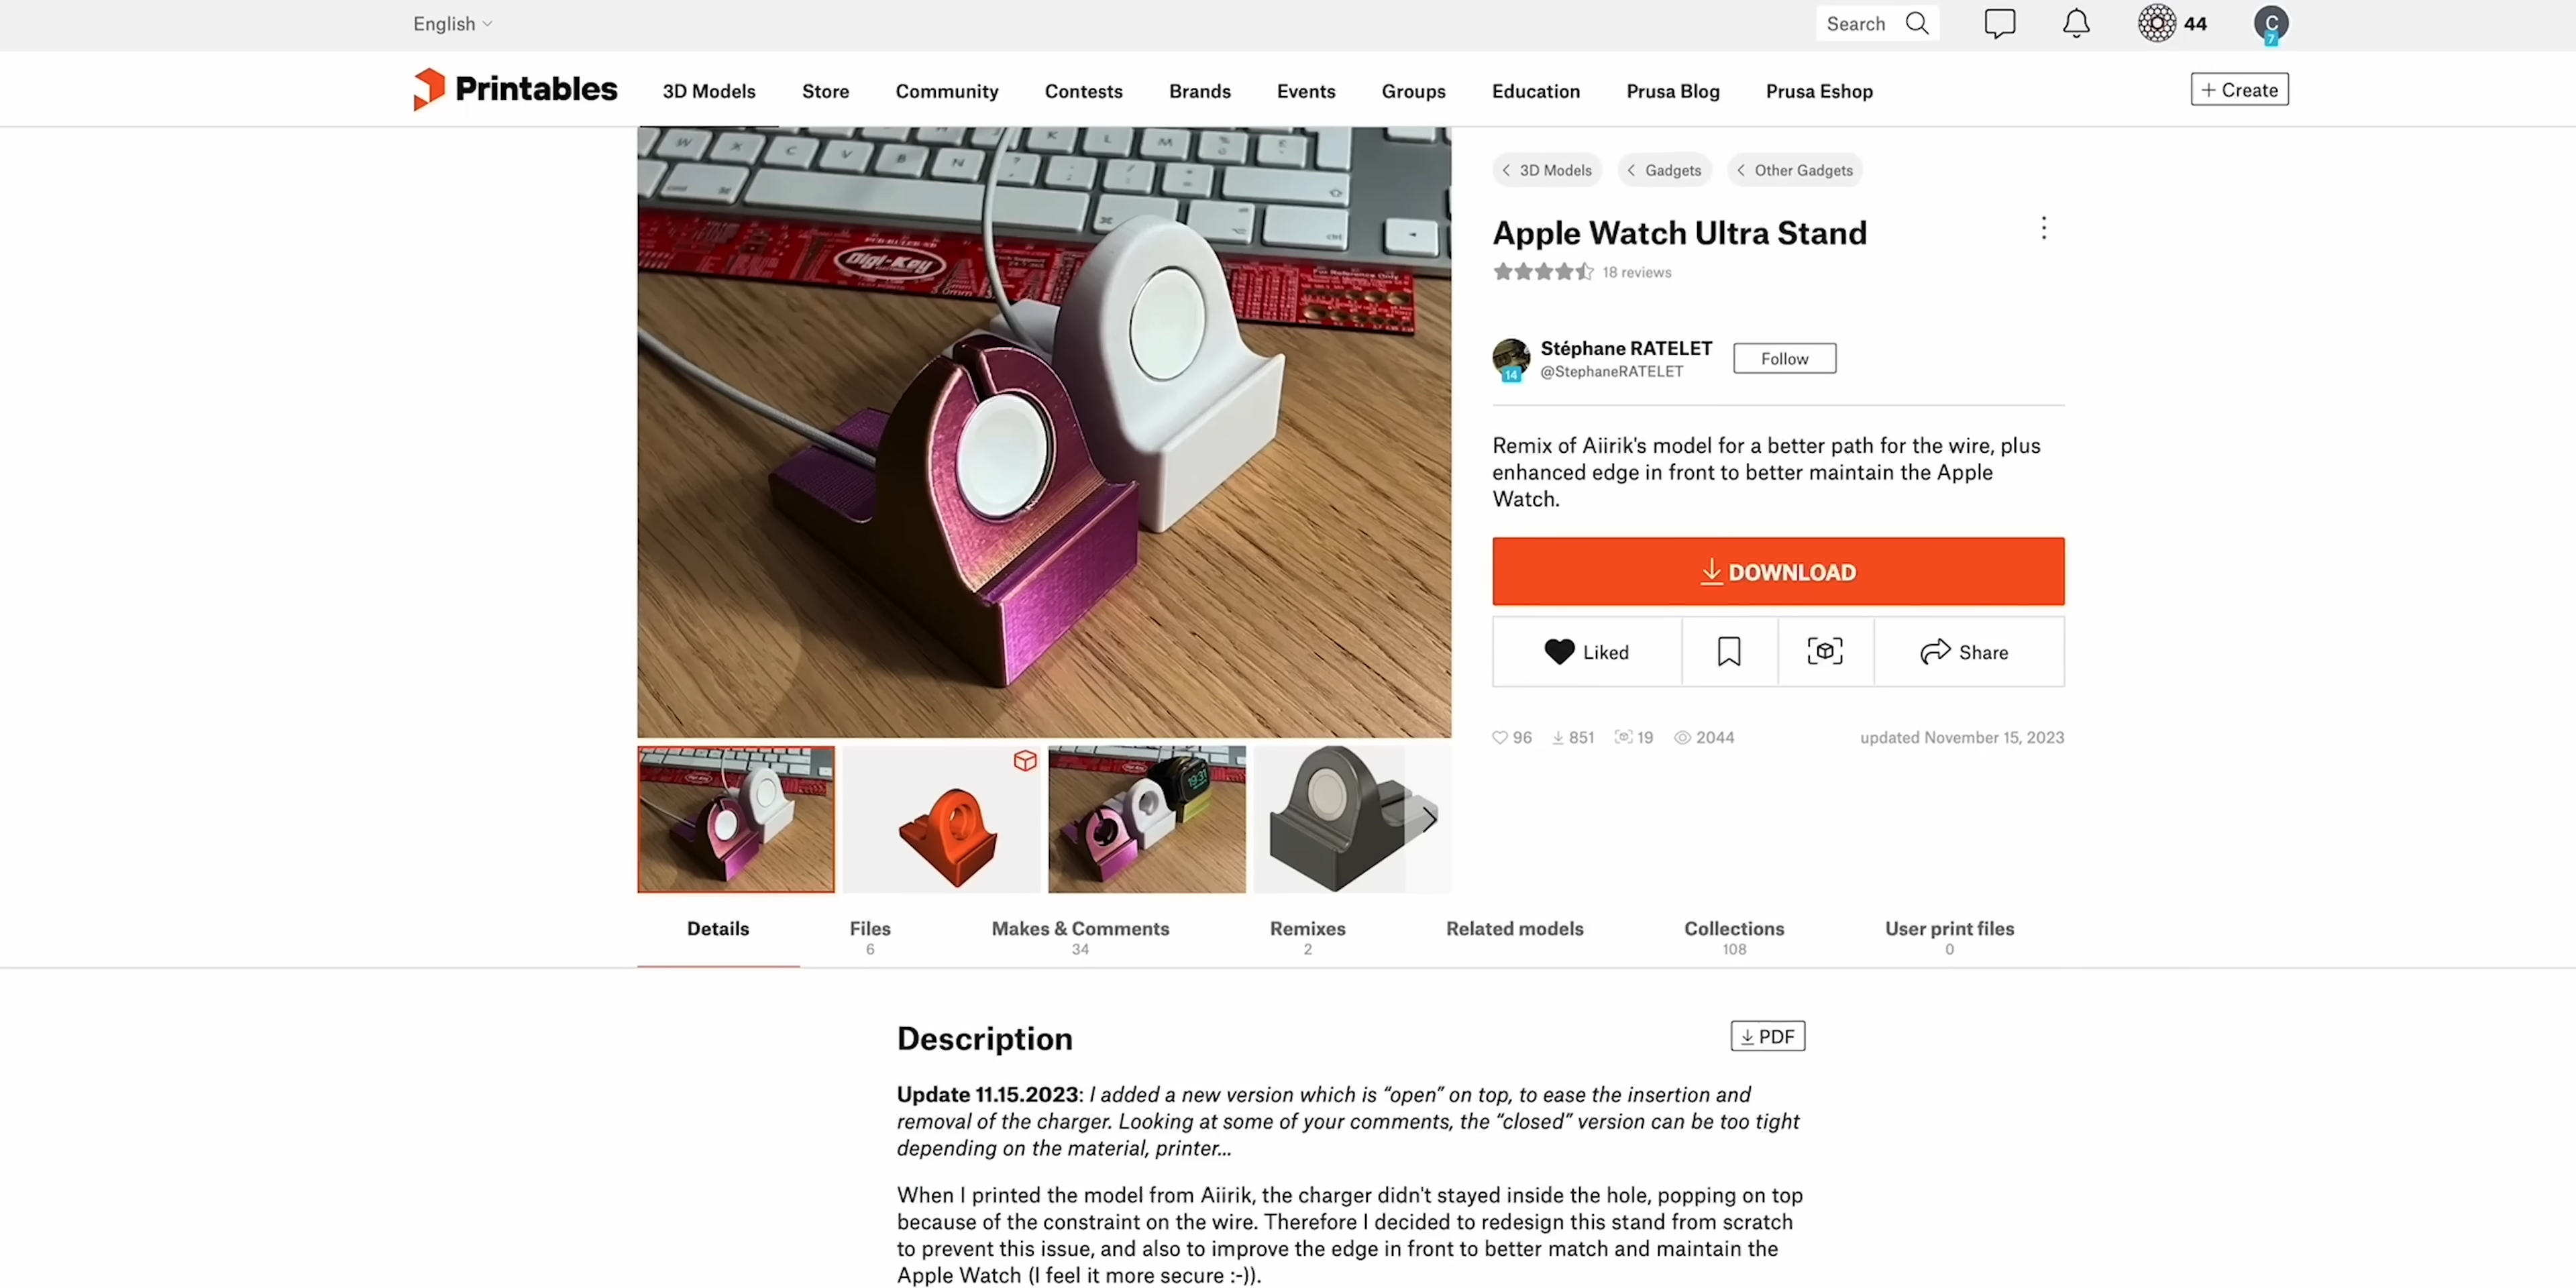 English
Search
44
C
7
Printables
3D Models
Store
Community
Contests
Brands
Events
Groups
Education
Prusa Blog
Prusa Eshop
+ Create
W X C V B N K L M
cmd
ctrl
Digi-Key
3D Models
Gadgets
Other Gadgets
Apple Watch Ultra Stand
18 reviews
Stéphane RATELET
@StephaneRATELET
14
Follow
Remix of Aiirik's model for a better path for the wire, plus
enhanced edge in front to better maintain the Apple
Watch.
DOWNLOAD
Liked
Share
96
851
19
2044
updated November 15, 2023
19:31
Details
Files
6
Makes & Comments
34
Remixes
2
Related models
Collections
108
User print files
0
Description
PDF
Update 11.15.2023: I added a new version which is “open” on top, to ease the insertion and
removal of the charger. Looking at some of your comments, the “closed” version can be too tight
depending on the material, printer...
When I printed the model from Aiirik, the charger didn't stayed inside the hole, popping on top
because of the constraint on the wire. Therefore I decided to redesign this stand from scratch
to prevent this issue, and also to improve the edge in front to better match and maintain the
Apple Watch (I feel it more secure :-)).